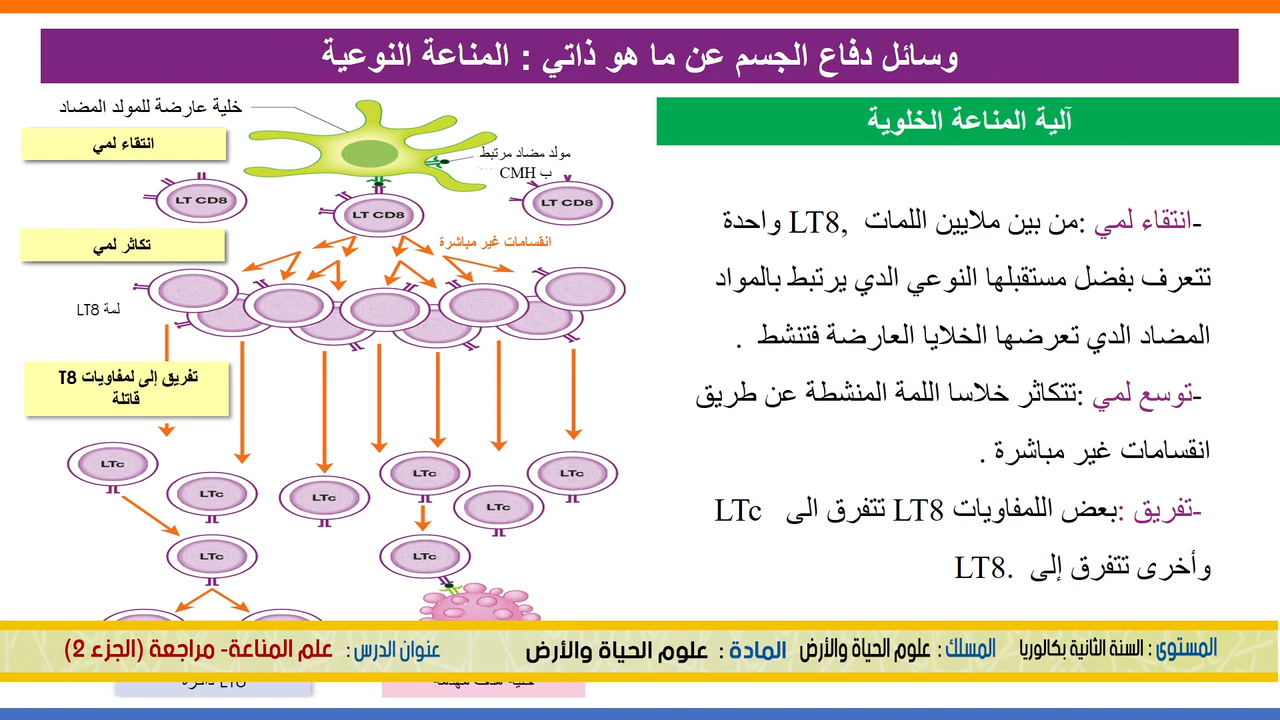 وسائل دفاع الجسم عن ما هو ذاتي : المناعة النوعية
آلية المناعة الخلوية
-انتقاء لمي :من بين ملايين اللمات ,LT8 واحدة
تتعرف بفضل مستقبلها النوعي الدي يرتبط بالمواد
المضاد الدي تعرضها الخلايا العارضة فتنشط .
-توسع لمي :تتكاثر خلاسا اللمة المنشطة عن طريق
انقسامات غير مباشرة .
-تفريق :بعض اللمفاويات LT8 تتفرق الى LTc
وأخرى تتفرق إلى .LT8
خلية عارضة للمولد المضاد
انتقاء لمي
مولد مضاد مرتبط
ب CMH
LT CD8
LT CD8
LT CD8
تكاثر لمي
انقسامات غير مباشرة
لمة LT8
تفريق إلى لمفاويات T8
قاتلة
LTc
LTc
LTc
LTc
LTc
LTc
LTc
LTc
المستوى : السنة الثانية بكالوريا المسلك : علوم الحياة والأرض المادة : علوم الحياة والأرض عنوان الدرس : علم المناعة- مراجعة (الجزء 2)